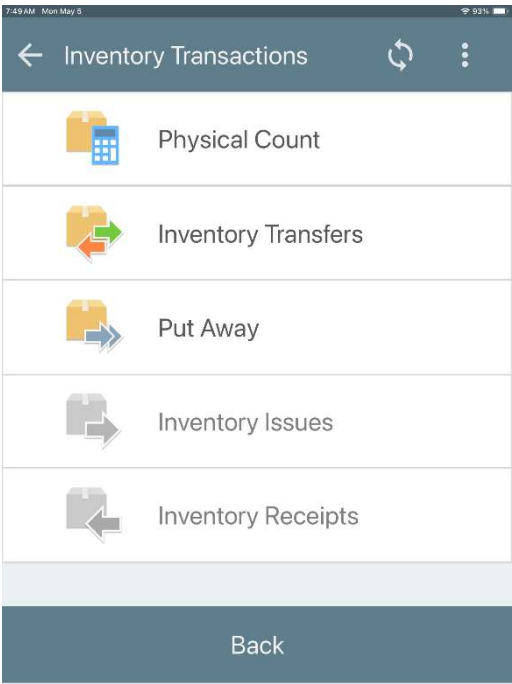 7:49 AM Mon May 5 93%
Inventory Transactions
Physical Count
Inventory Transfers
Put Away
Inventory Issues
Inventory Receipts
Back